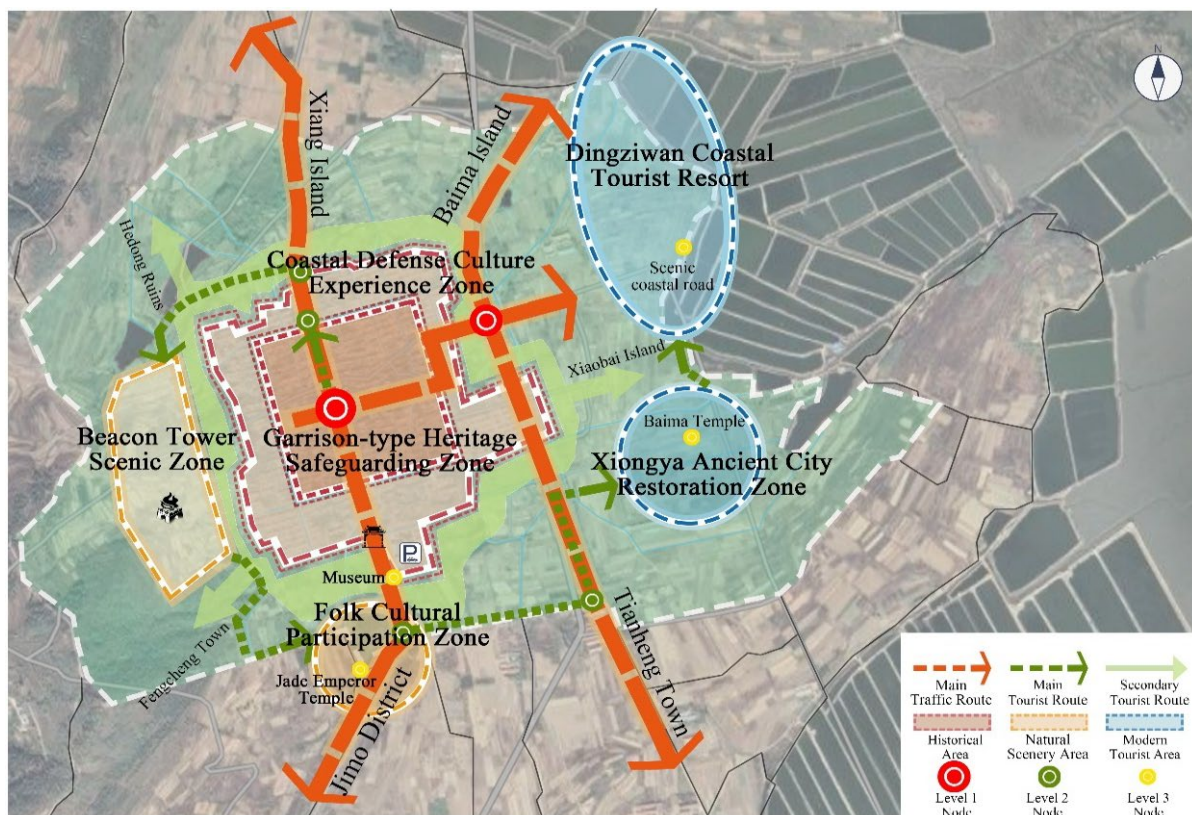 N
Xiang Island
Baima Island
Dingziwan Coastal
Tourist Resort
Hedong Ruins
Coastal Defense Culture
Experience Zone
Scenic
coastal road
Xiaobai Island
Beacon Tower
Scenic Zone
Garrison-type Heritage
Safeguarding Zone
Baima Temple
Xiongya Ancient City
Restoration Zone
P
Museum
Folk Cultural
Participation Zone
Fengcheng Town
Jade Emperor
Temple
Jimo District
Tianheng Town
Main
Traffic Route
Main
Tourist Route
Secondary
Tourist Route
Historical
Area
Natural
Scenery Area
Modern
Tourist Area
Level 1
Node
Level 2
Node
Level 3
Node